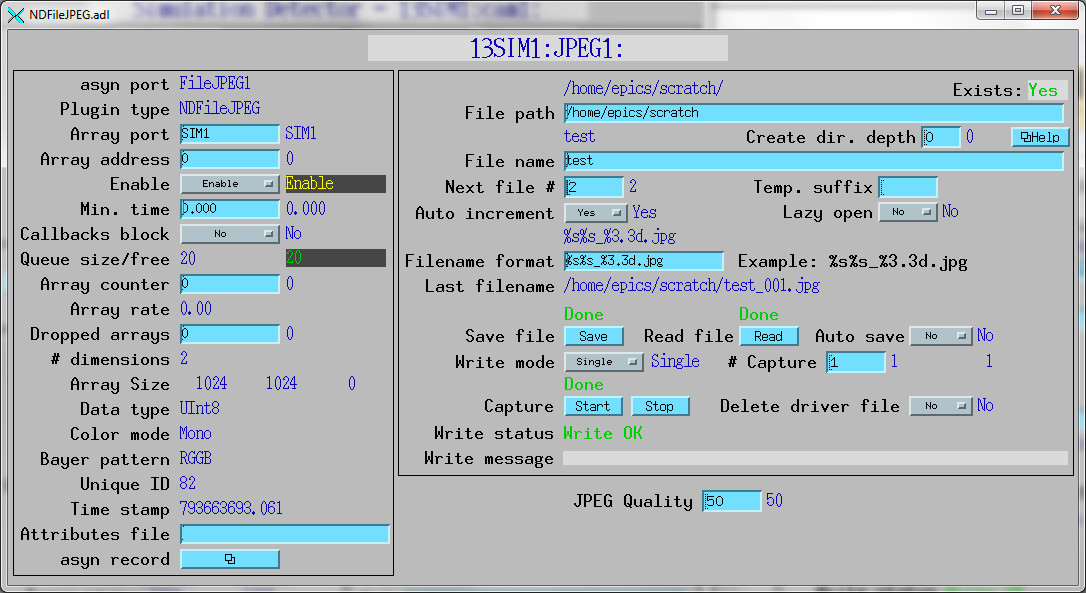 NDFileJPEG.adl
13SIM1:JPEG1:
asyn port FileJPEG1
Plugin type NDFileJPEG
Array port SIM1 SIM1
Array address 0 0
Enable Enable Enable
Min. time 0.000 0.000
Callbacks block No No
Queue size/free 20 20
Array counter 0 0
Array rate 0.00
Dropped arrays 0 0
# dimensions 2
Array Size 1024 1024 0
Data type UInt8
Color mode Mono
Bayer pattern RGGB
Unique ID 82
Time stamp 793663693.061
Attributes file
asyn record
/home/epics/scratch/ Exists: Yes
File path /home/epics/scratch
test Create dir. depth 0 0 Help
File name test
Next file # 2 2 Temp. suffix
Auto increment Yes Yes Lazy open No No
%s%s_%3.3d.jpg
Filename format %s%s_%3.3d.jpg Example: %s%s_%3.3d.jpg
Last filename /home/epics/scratch/test_001.jpg
Done Done
Save file Save Read file Read Auto save No No
Write mode Single Single # Capture 1 1 1
Done
Capture Start Stop Delete driver file No No
Write status Write OK
Write message
JPEG Quality 50 50